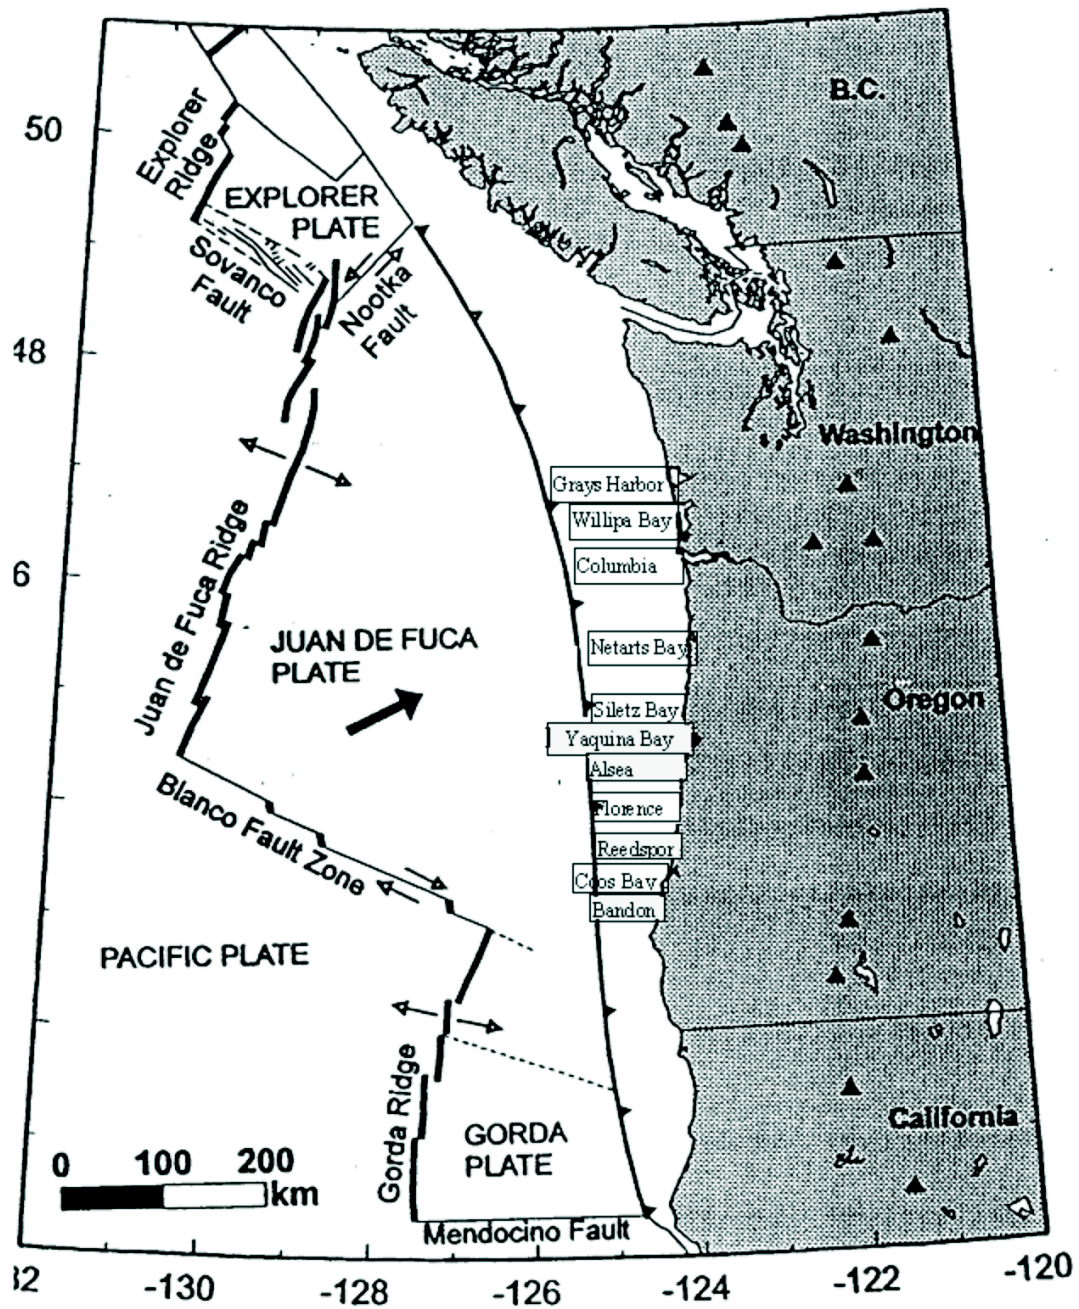 B.C.
50
Explorer
Ridge
EXPLORER
PLATE
Sovanco
Fault
Nootka
Fault
48
Washington
Grays Harbor
Willipa Bay
Columbia
6
Juan de Fuca Ridge
JUAN DE FUCA
PLATE
Netarts Bay
Oregon
Siletz Bay
Yaquina Bay
Alsea
Florence
Reedspor
Coos Bay
Bandon
Blanco Fault Zone
PACIFIC PLATE
Gorda Ridge
GORDA
PLATE
California
0 100 200
km
Mendocino Fault
32 -130 -128 -126 -124 -122 -120